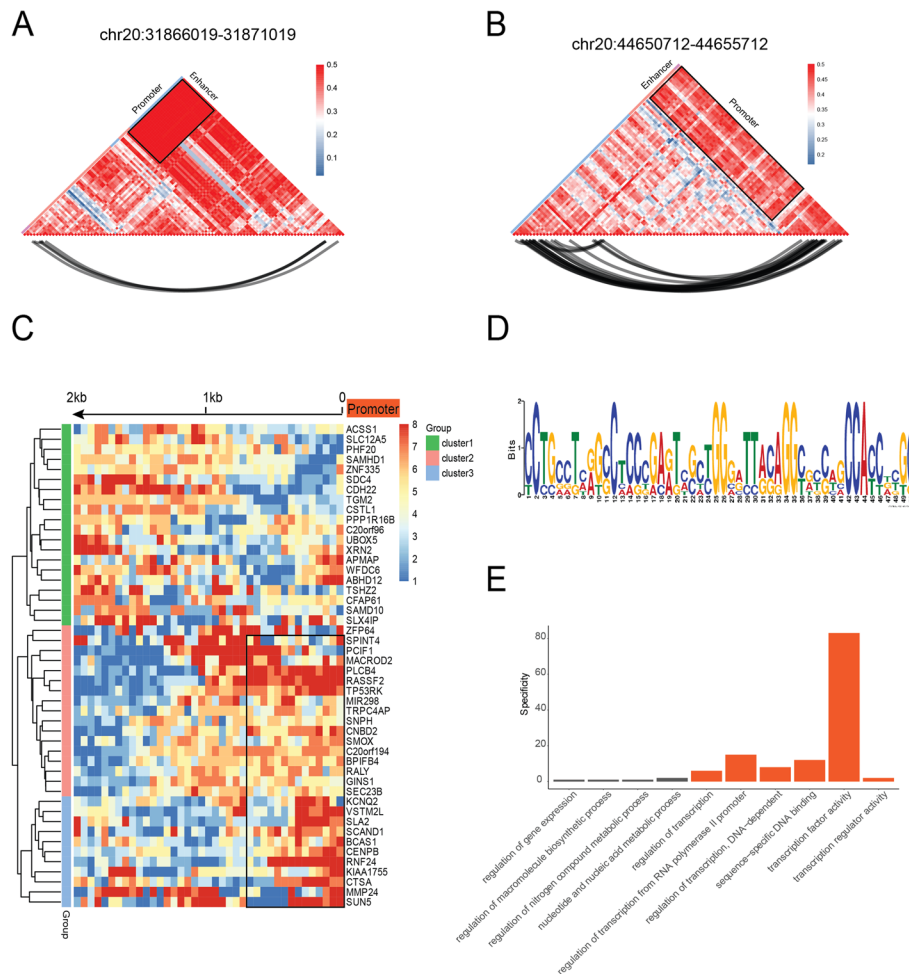 A
B
chr20:31866019-31871019
chr20:44650712-44655712
Promoter
Enhancer
0.5
0.4
0.3
0.2
0.1
Enhancer
Promoter
0.5
0.4
0.3
0.2
C
D
2kb
1kb
0
Promoter
8
7
6
5
4
3
2
1
Group
cluster1
cluster2
cluster3
ACSS1
SLC12A5
PHF20
SAMHD1
ZNF335
SDC4
CDH22
TGM2
CSTL1
PPP1R16B
C20orf96
UBOX5
XRN2
APMAP
WFDC6
ABHD12
TSHZ2
CFAP61
SAMD10
SLX4IP
ZFP64
SPINT4
PCIF1
MACROD2
PLCB4
RASSF2
TP53RK
MIR298
TRPC4AP
SNPH
CNBD2
SMOX
C20orf194
BPIFB4
RALY
GINS1
SEC23B
KCNQ2
VSTM2L
SLA2
SCAND1
BCAS1
CENPB
RNF24
KIAA1755
CTSA
MMP24
SUN5
Group
Bits
2
1
0
E
Specificity
80
60
40
20
0
regulation of gene expression
regulation of macromolecule biosynthetic process
regulation of nitrogen compound metabolic process
nucleotide and nucleic acid metabolic process
regulation of transcription
regulation of transcription from RNA polymerase II promoter
regulation of transcription, DNA-dependent
sequence-specific DNA binding
transcription factor activity
transcription regulator activity